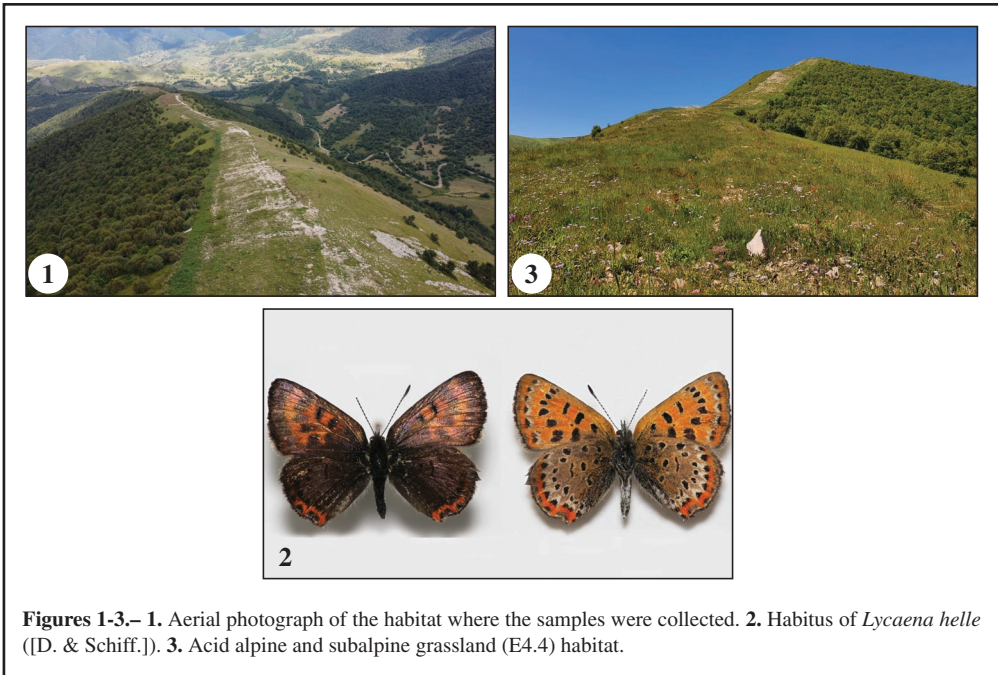 1
3
2
Figures 1-3.– 1. Aerial photograph of the habitat where the samples were collected. 2. Habitus of Lycaena helle
([D. & Schiff.]). 3. Acid alpine and subalpine grassland (E4.4) habitat.